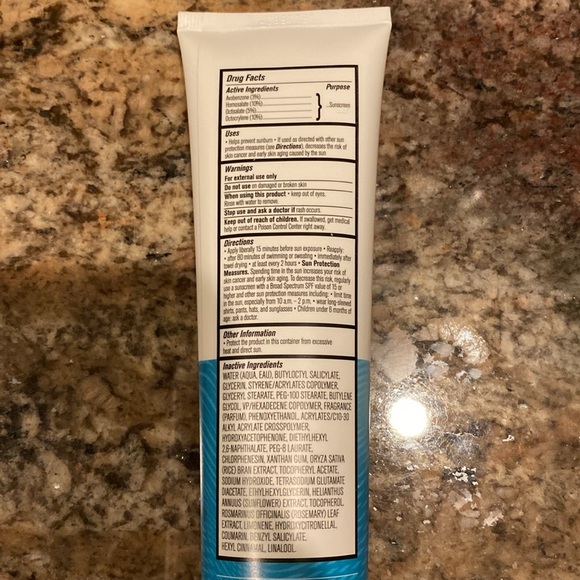 Drug Facts
Active Ingredients Purpose
Avobenzone (3%)
Homosalate (10%)
Octisalate (5%) Sunscreen
Octocrylene (10%)
Uses
• Helps prevent sunburn • If used as directed with other sun
protection measures (see Directions), decreases the risk of
skin cancer and early skin aging caused by the sun
Warnings
For external use only
Do not use on damaged or broken skin
When using this product • keep out of eyes.
Rinse with water to remove.
Stop use and ask a doctor if rash occurs.
Keep out of reach of children. If swallowed, get medical
help or contact a Poison Control Center right away.
Directions
• Apply liberally 15 minutes before sun exposure • Reapply:
• after 80 minutes of swimming or sweating • immediately after
towel drying • at least every 2 hours • Sun Protection
Measures. Spending time in the sun increases your risk of
skin cancer and early skin aging. To decrease this risk, regularly
use a sunscreen with a Broad Spectrum SPF value of 15 or
higher and other sun protection measures including: • limit time
in the sun, especially from 10 a.m. – 2 p.m. • wear long-sleeved
shirts, pants, hats, and sunglasses • Children under 6 months of
age: ask a doctor.
Other Information
• Protect the product in this container from excessive
heat and direct sun.
Inactive Ingredients
WATER (AQUA, EAU), BUTYLOCTYL SALICYLATE,
GLYCERIN, STYRENE/ACRYLATES COPOLYMER,
GLYCERYL STEARATE, PEG-100 STEARATE, BUTYLENE
GLYCOL, VP/HEXADECENE COPOLYMER, FRAGRANCE
(PARFUM), PHENOXYETHANOL, ACRYLATES/C10-30
ALKYL ACRYLATE CROSSPOLYMER,
HYDROXYACETOPHENONE, DIETHYLHEXYL
2,6-NAPHTHALATE, PEG-8 LAURATE,
CHLORPHENESIN, XANTHAN GUM, ORYZA SATIVA
(RICE) BRAN EXTRACT, TOCOPHERYL ACETATE,
SODIUM HYDROXIDE, TETRASODIUM GLUTAMATE
DIACETATE, ETHYLHEXYLGLYCERIN, HELIANTHUS
ANNUUS (SUNFLOWER) EXTRACT, TOCOPHEROL,
ROSMARINUS OFFICINALIS (ROSEMARY) LEAF
EXTRACT, LIMONENE, HYDROXYCITRONELLAL,
COUMARIN, BENZYL SALICYLATE,
HEXYL CINNAMAL, LINALOOL.